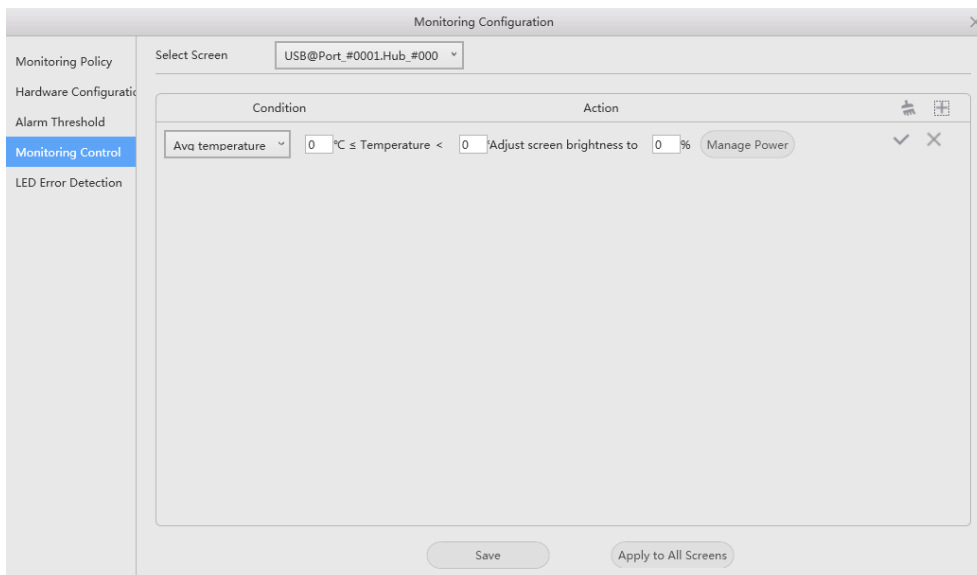 Monitoring Configuration
Monitoring Policy
Hardware Configuratio
Alarm Threshold
Monitoring Control
LED Error Detection
Select Screen USB@Port_#0001.Hub_#000
Condition Action
Avg temperature 0 °C ≤ Temperature < 0 Adjust screen brightness to 0 % Manage Power
Save Apply to All Screens